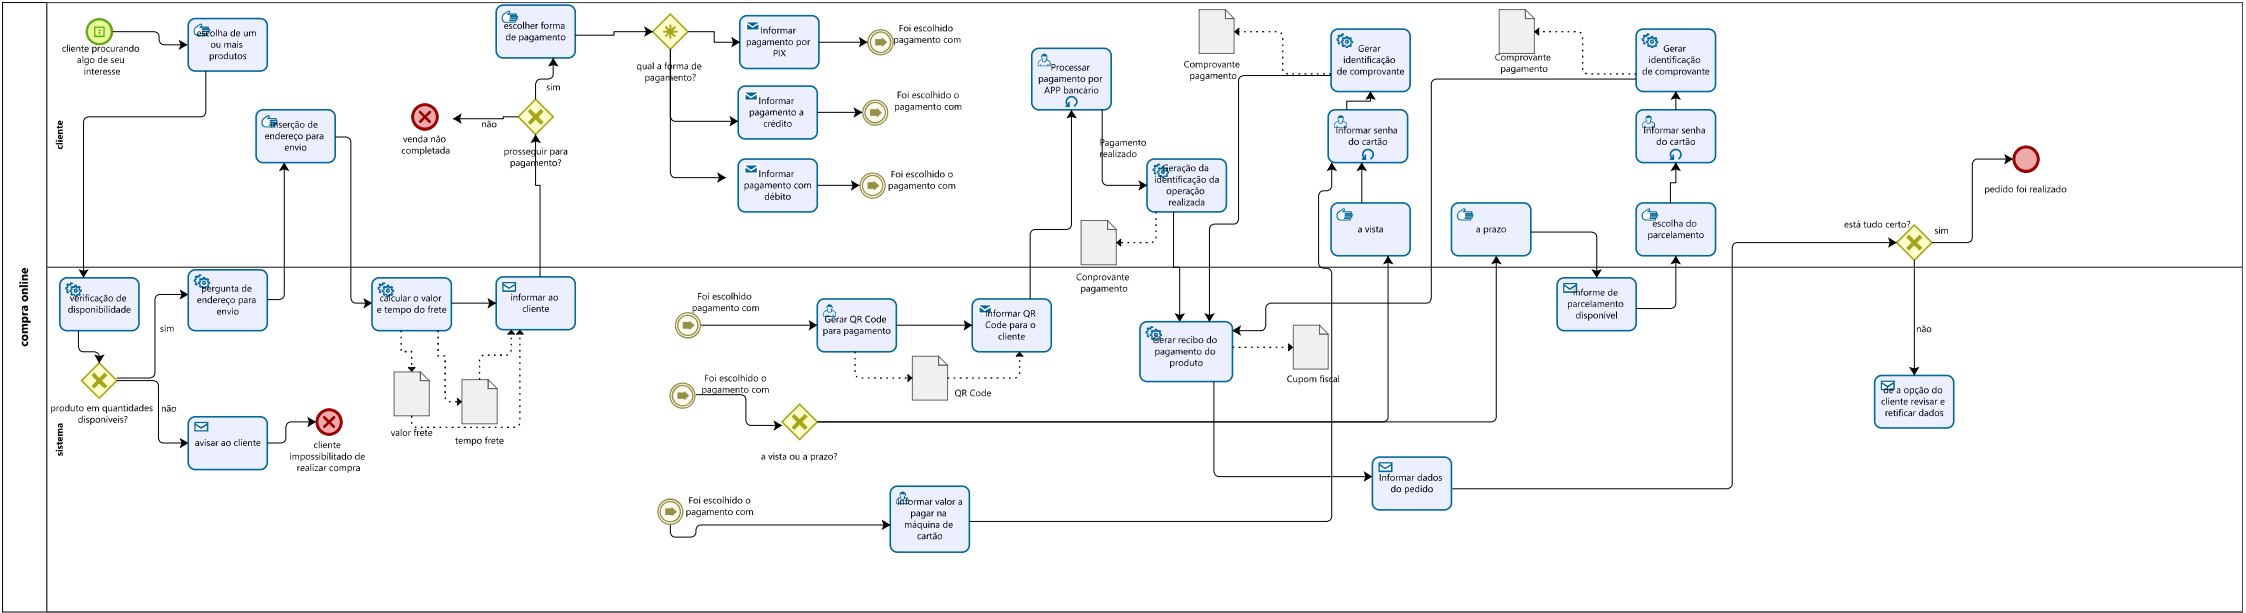 compra online
cliente
sistema
cliente procurando
algo de seu
interesse
escolha de um
ou mais
produtos
inserção de
endereço para
envio
venda não
completada
não
sim
prosseguir para
pagamento?
escolher forma
de pagamento
qual a forma de
pagamento?
Informar
pagamento por
PIX
Foi escolhido
pagamento com
Informar
pagamento a
crédito
Foi escolhido o
pagamento com
Informar
pagamento com
débito
Foi escolhido o
pagamento com
Processar
pagamento por
APP bancário
Pagamento
realizado
Geração da
identificação da
operação
realizada
Comprovante
pagamento
Comprovante
pagamento
Gerar
identificação
de comprovante
Informar senha
do cartão
a vista
Comprovante
pagamento
Gerar
identificação
de comprovante
Informar senha
do cartão
a prazo
escolha do
parcelamento
está tudo certo?
sim
pedido foi realizado
não
verificação de
disponibilidade
produto em quantidades
disponíveis?
sim
não
pergunta de
endereço para
envio
avisar ao cliente
cliente
impossibilitado de
realizar compra
calcular o valor
e tempo do frete
valor frete
tempo frete
informar ao
cliente
Foi escolhido
pagamento com
Gerar QR Code
para pagamento
QR Code
Informar QR
Code para o
cliente
Foi escolhido o
pagamento com
a vista ou a prazo?
Foi escolhido o
pagamento com
Informar valor a
pagar na
máquina de
cartão
Gerar recibo do
pagamento do
produto
Cupom fiscal
Informar dados
do pedido
informe de
parcelamento
disponível
de a opção do
cliente revisar e
retificar dados